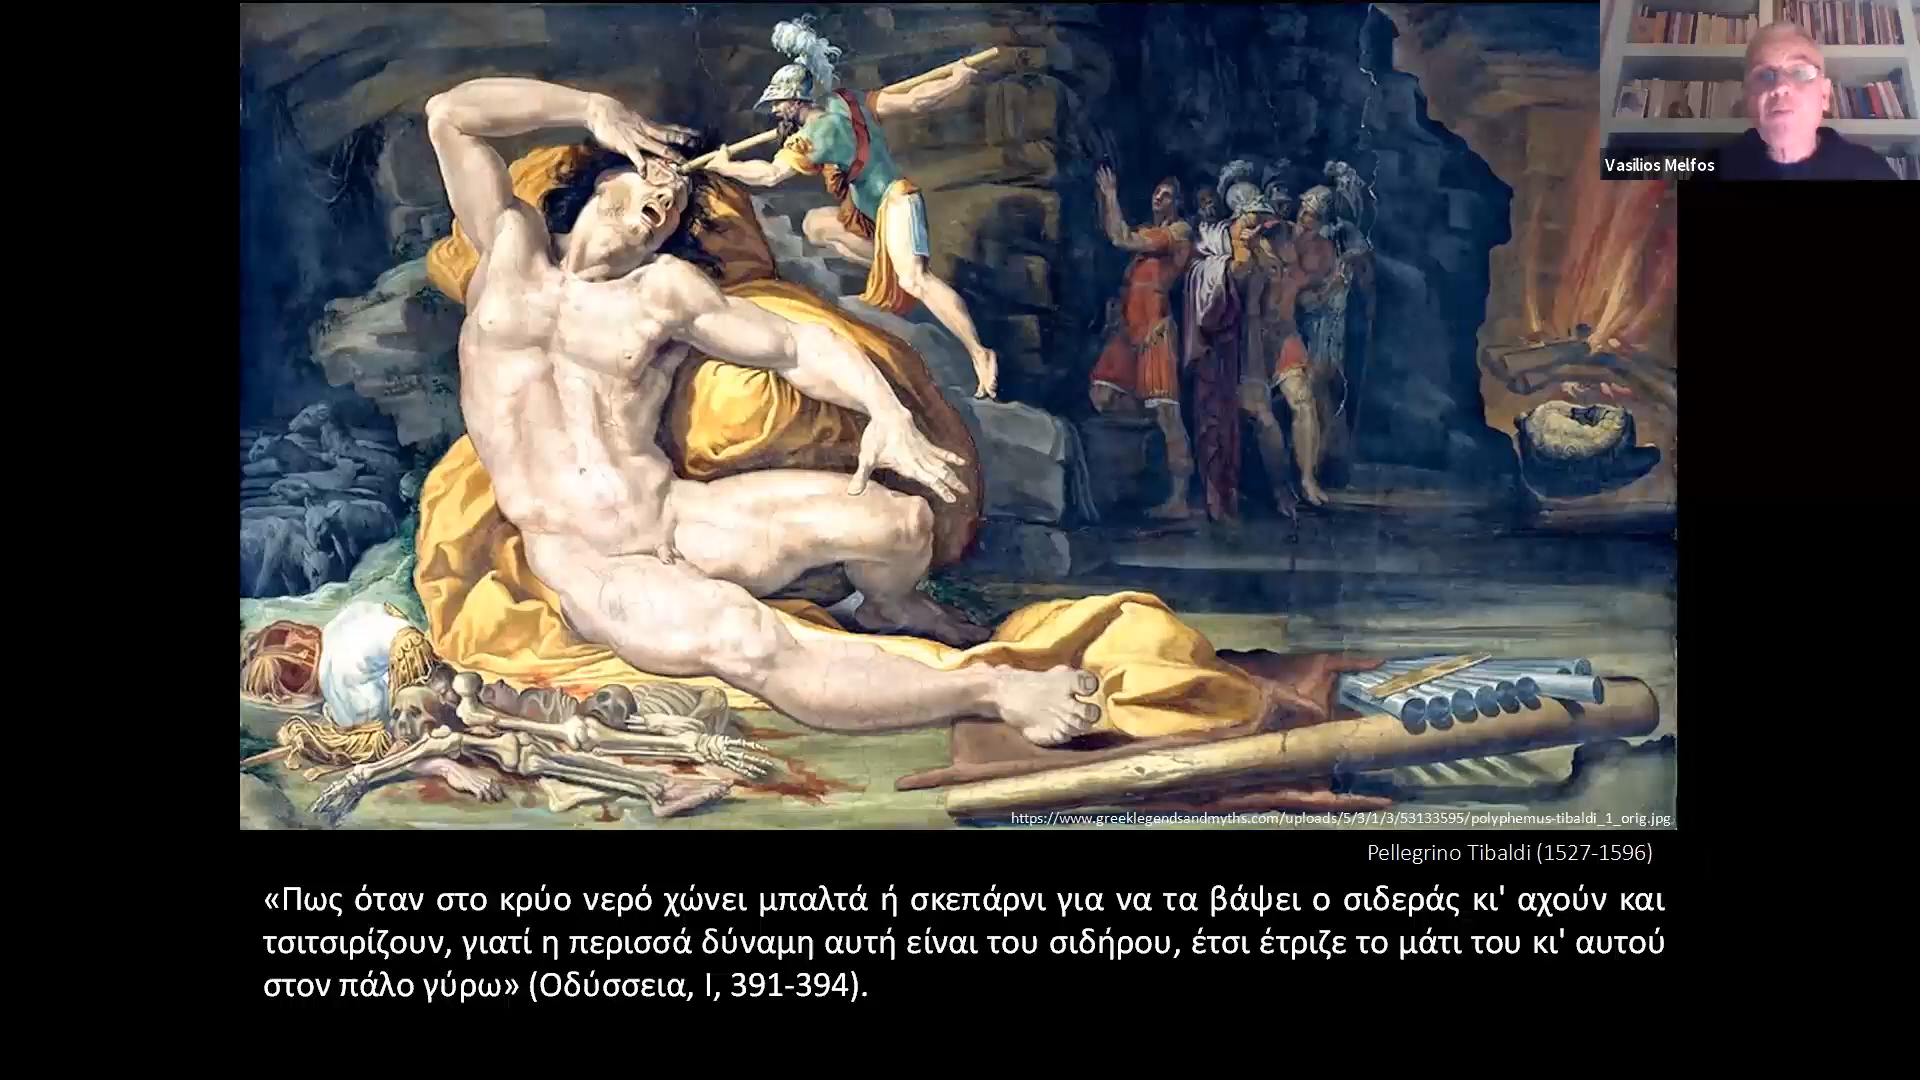 Vasilios Melfos
https://www.greeklegendsandmyths.com/uploads/5/3/1/3/53133595/polyphemus-tibaldi_1_orig.jpg
Pellegrino Tibaldi (1527-1596)
«Πως όταν στο κρύο νερό χώνει μπαλτά ή σκεπάρνι για να τα βάψει ο σιδεράς κι' αχούν και
τσιτσιρίζουν, γιατί η περισσά δύναμη αυτή είναι του σιδήρου, έτσι έτριζε το μάτι του κι' αυτού
στον πάλο γύρω» (Οδύσσεια, Ι, 391-394).